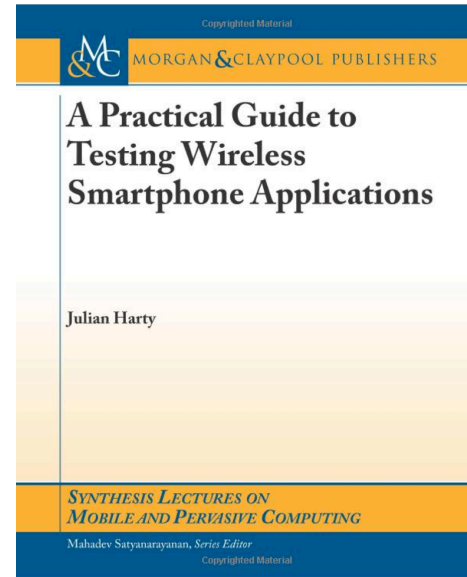 Copyrighted Material
M&C MORGAN&CLAYPOOL PUBLISHERS
A Practical Guide to
Testing Wireless
Smartphone Applications
Julian Harty
SYNTHESIS LECTURES ON
MOBILE AND PERVASIVE COMPUTING
Mahadev Satyanarayanan, Series Editor
Copyrighted Material